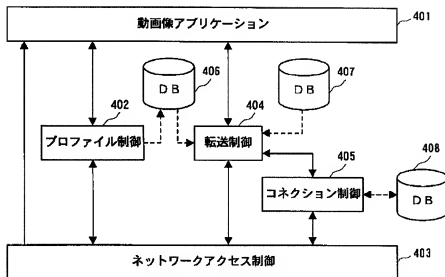 動画像アプリケーション
401
DB
406
DB
407
402
404
プロファイル制御
転送制御
405
コネクション制御
DB
408
ネットワークアクセス制御
403